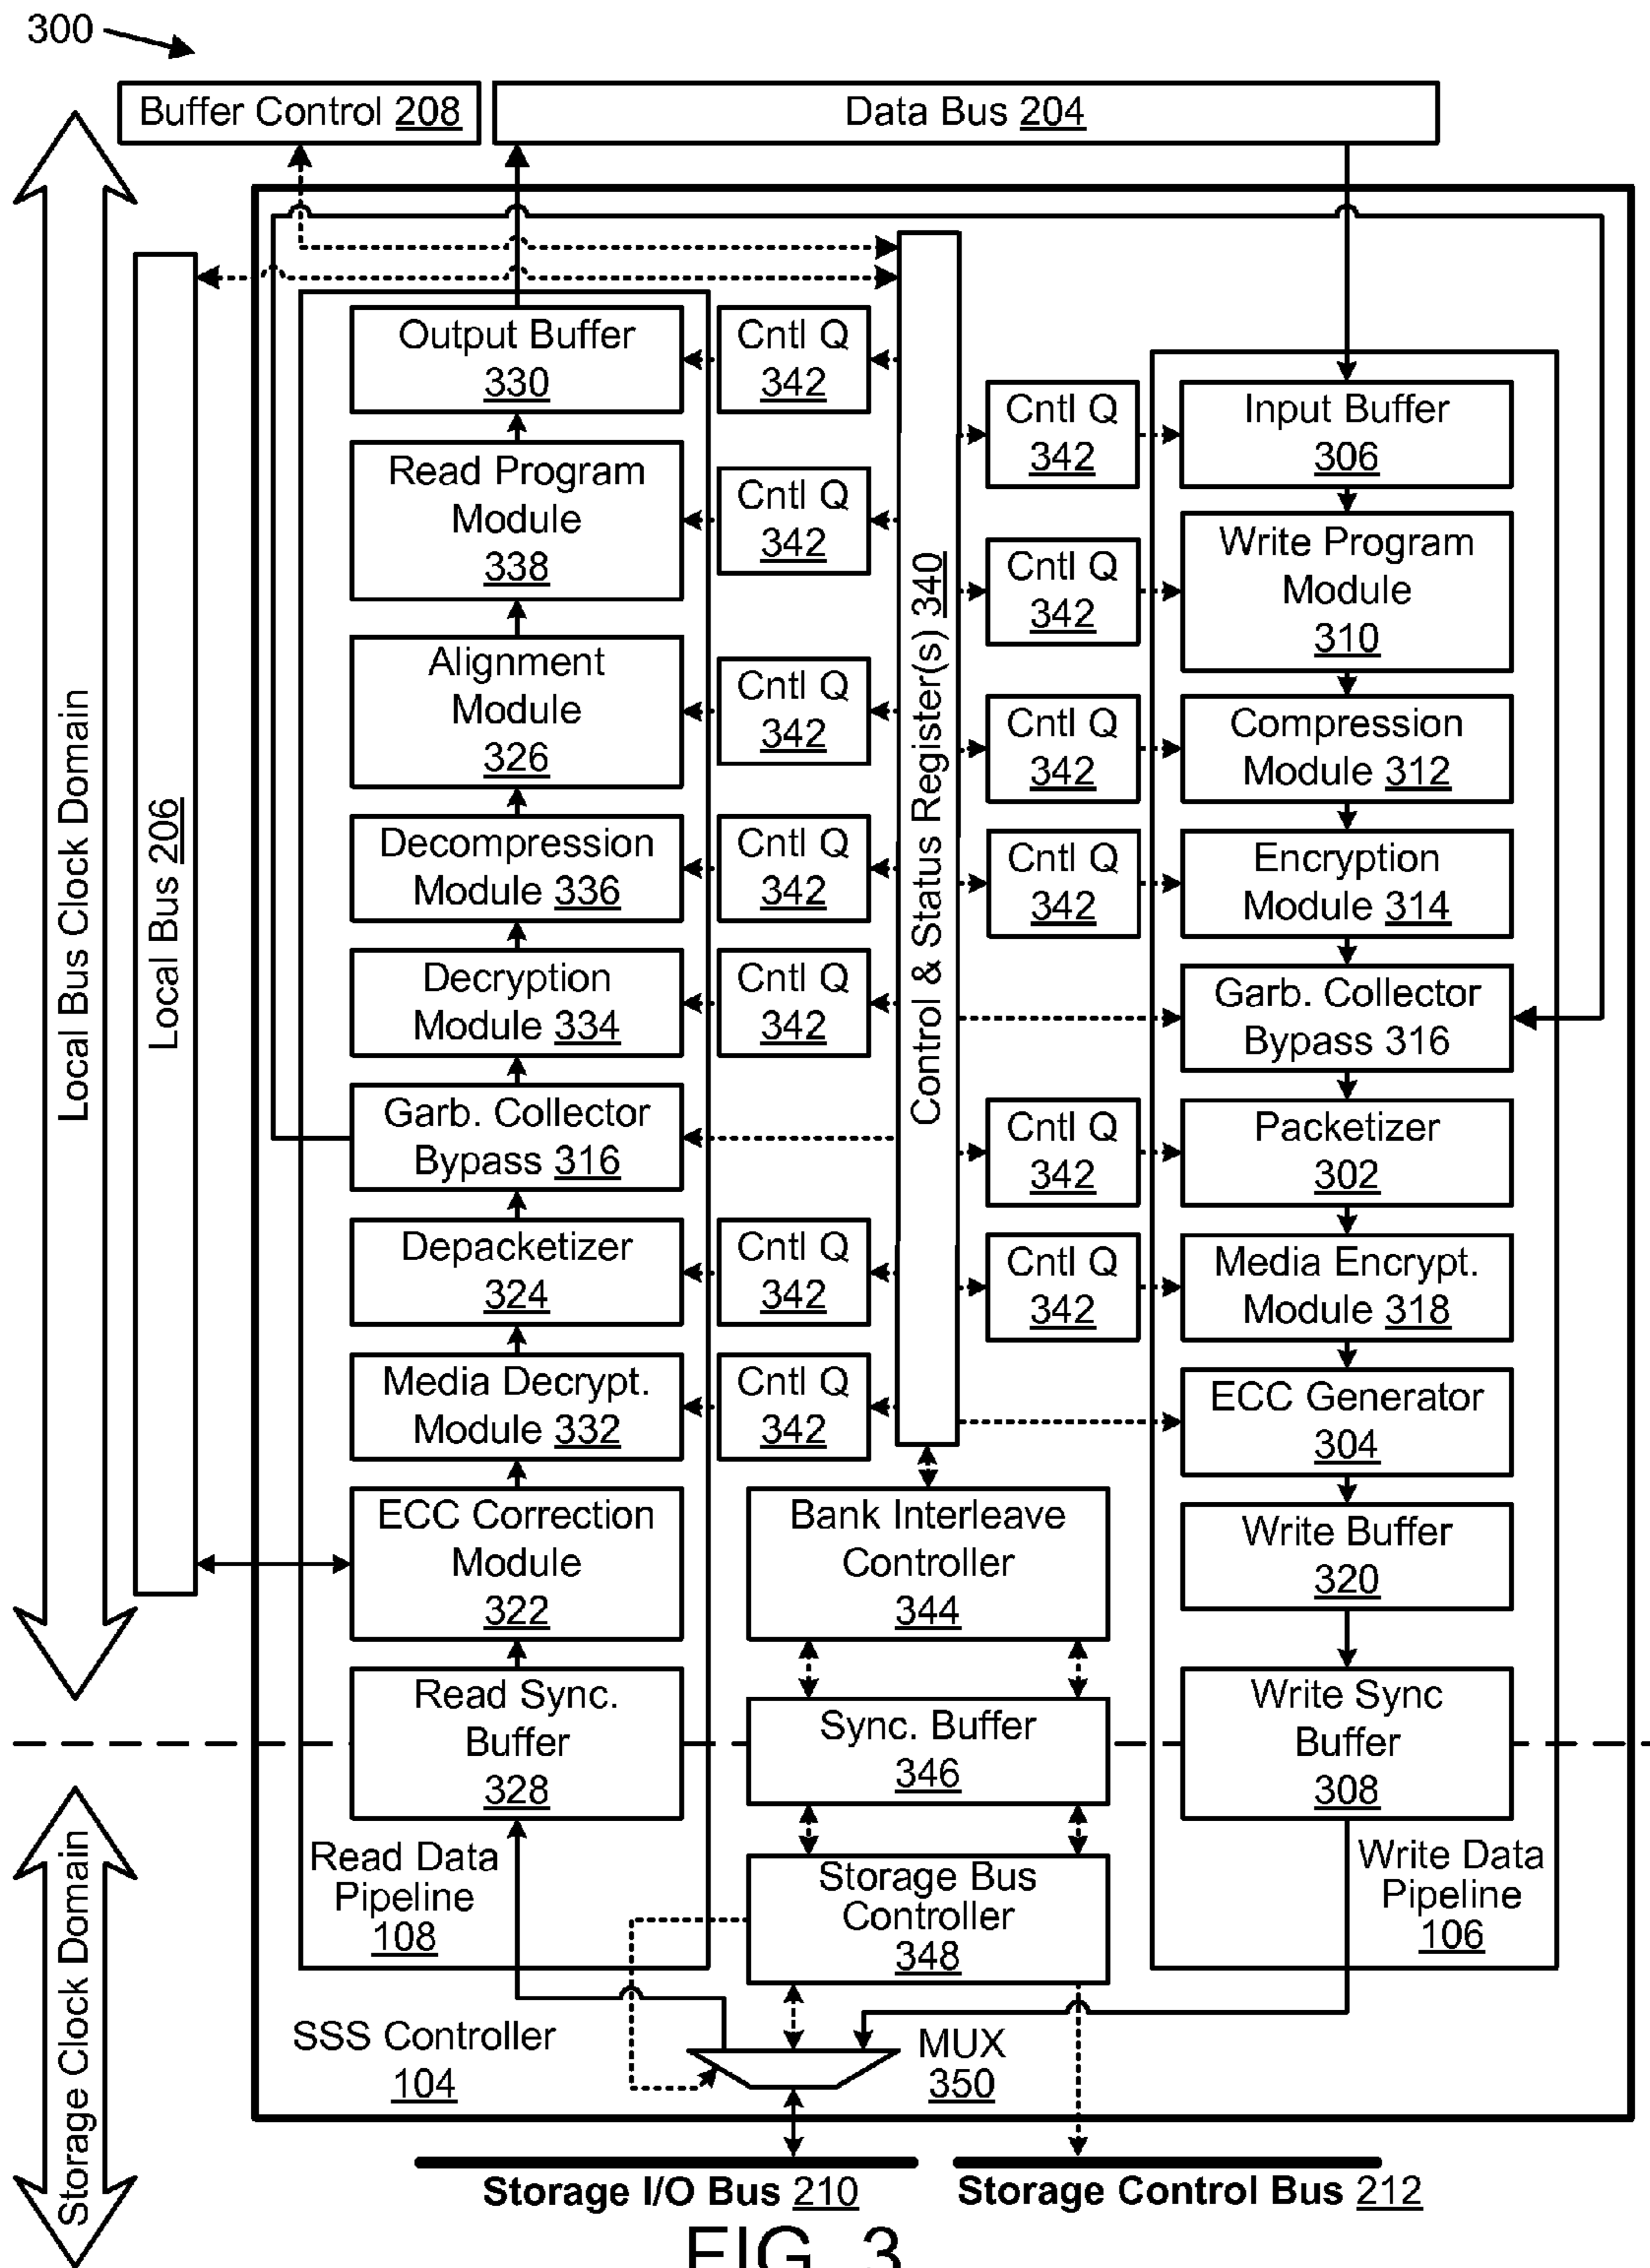 300
Buffer Control 208
Data Bus 204
Local Bus Clock Domain
Local Bus 206
Output Buffer
330
Read Program
Module
338
Alignment
Module
326
Decompression
Module 336
Decryption
Module 334
Garb. Collector
Bypass 316
Depacketizer
324
Media Decrypt.
Module 332
ECC Correction
Module
322
Read Sync.
Buffer
328
Read Data
Pipeline
108
Cntl Q
342
Cntl Q
342
Cntl Q
342
Cntl Q
342
Cntl Q
342
Cntl Q
342
Cntl Q
342
Control & Status Register(s) 340
Cntl Q
342
Cntl Q
342
Cntl Q
342
Cntl Q
342
Cntl Q
342
Cntl Q
342
Input Buffer
306
Write Program
Module
310
Compression
Module 312
Encryption
Module 314
Garb. Collector
Bypass 316
Packetizer
302
Media Encrypt.
Module 318
ECC Generator
304
Write Buffer
320
Write Sync
Buffer
308
Write Data
Pipeline
106
Bank Interleave
Controller
344
Sync. Buffer
346
Storage Bus
Controller
348
Storage Clock Domain
SSS Controller
104
MUX
350
Storage I/O Bus 210
Storage Control Bus 212
FIG. 3